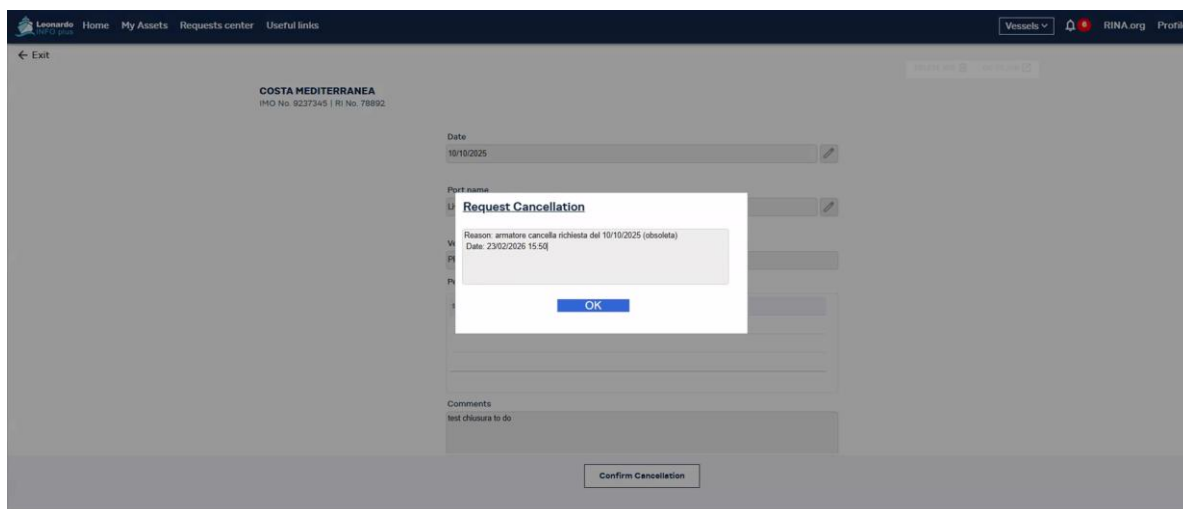 Leonardo
INFO plus
Home My Assets Requests center Useful links
Vessels
6
RINA.org
← Exit
COSTA MEDITERRANEA
IMO No. 9237345 | RI No. 78892
Date
10/10/2025
Port name
Request Cancellation
Reason: armatore cancella richiesta del 10/10/2025 (obsoleta)
Date: 23/02/2026 15:50
OK
Comments
test chiusura to do
Confirm Cancellation